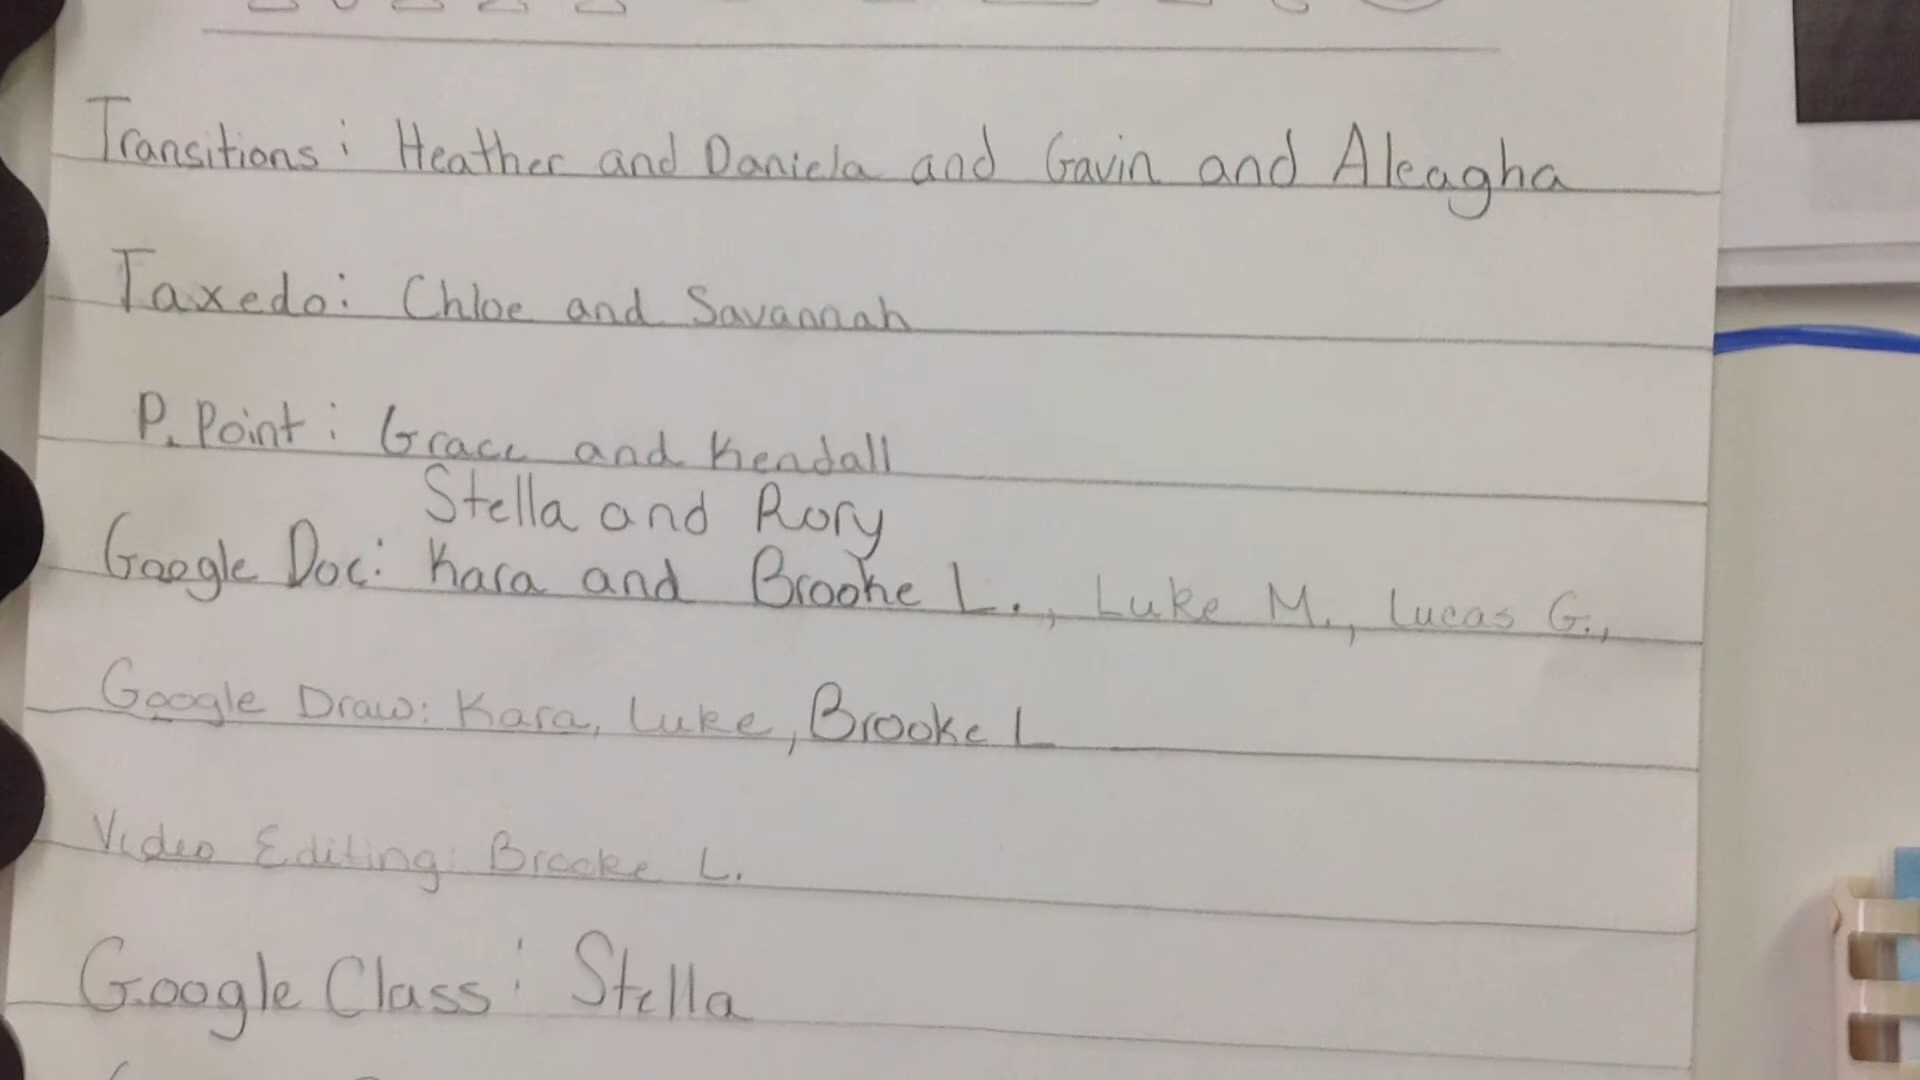 Transitions: Heather and Daniela and Gavin and Aleagha
Taxedo: Chloe and Savannah
P. Point: Grace and Kendall
Stella and Rory
Google Doc: Kara and Brooke L., Luke M., Lucas G.,
Google Draw: Kara, Luke, Brooke L
Video Editing: Brooke L.
Google Class: Stella